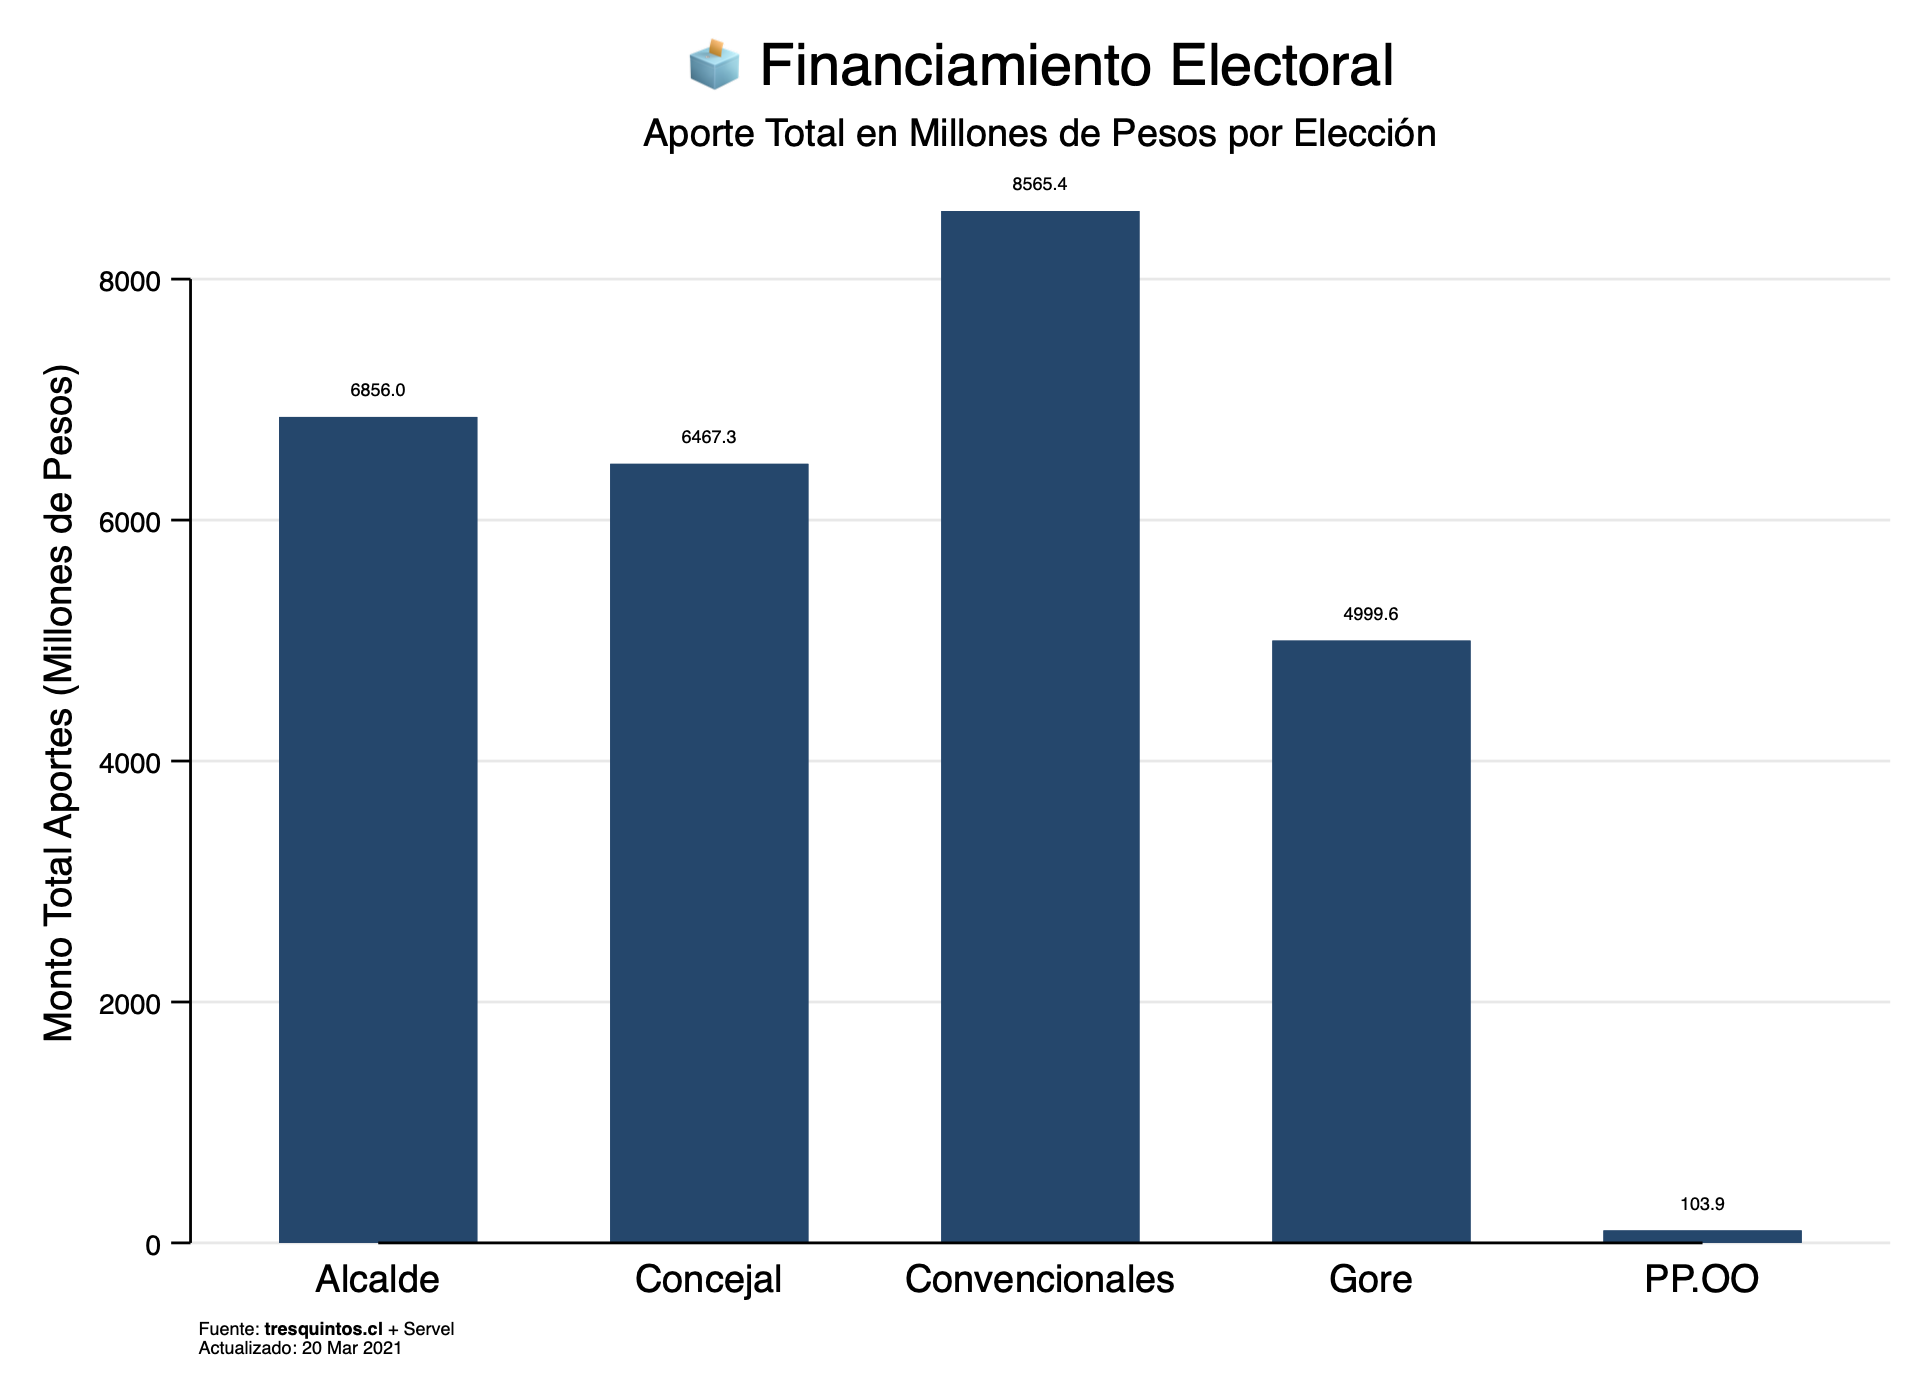 Financiamiento Electoral
Aporte Total en Millones de Pesos por Elección
Monto Total Aportes (Millones de Pesos)
8000
6000
4000
2000
0
6856.0
6467.3
8565.4
4999.6
103.9
Alcalde
Concejal
Convencionales
Gore
PP.OO
Fuente: tresquintos.cl + Servel
Actualizado: 20 Mar 2021